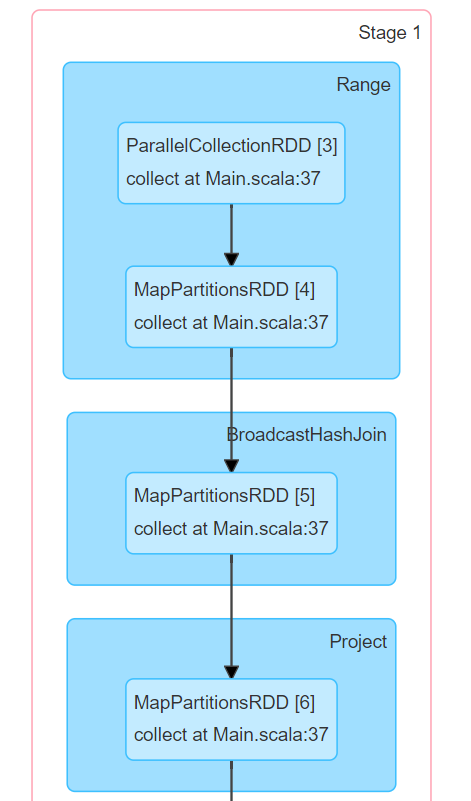 Stage 1
Range
ParallelCollectionRDD [3]
collect at Main.scala:37
MapPartitionsRDD [4]
collect at Main.scala:37
BroadcastHashJoin
MapPartitionsRDD [5]
collect at Main.scala:37
Project
MapPartitionsRDD [6]
collect at Main.scala:37